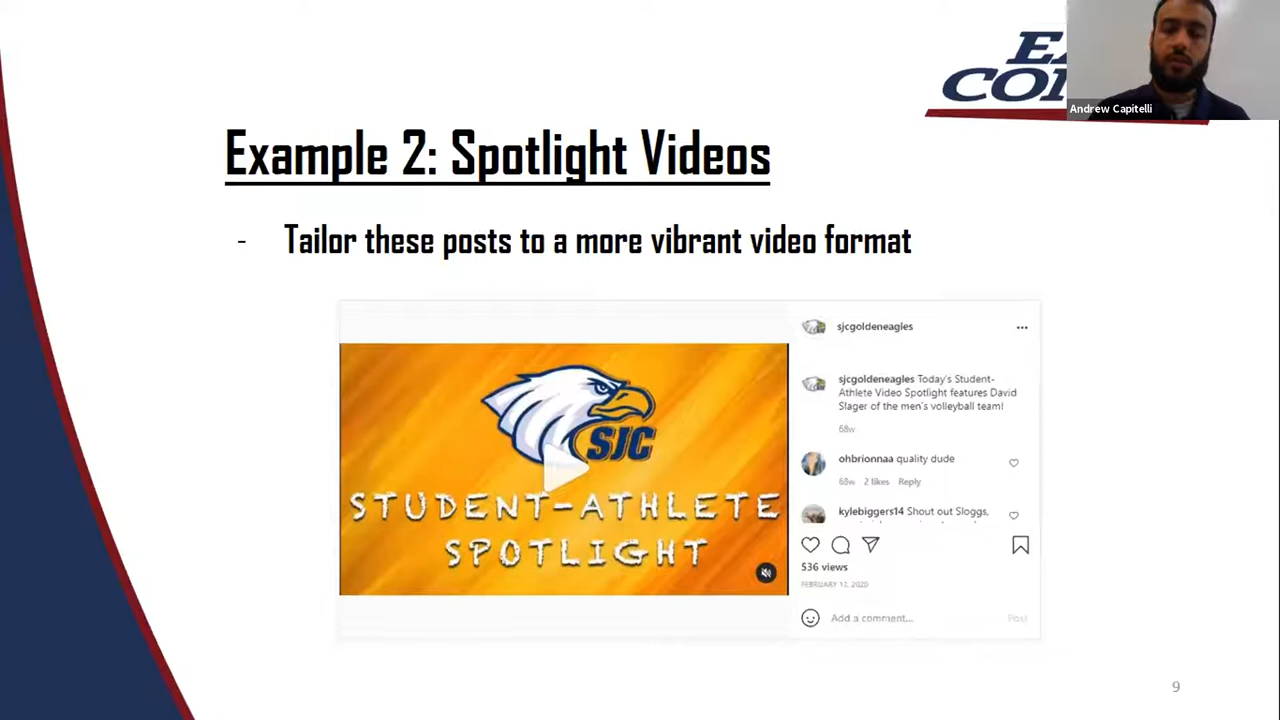 Andrew Capitelli
Example 2: Spotlight Videos
- Tailor these posts to a more vibrant video format
SJC
STUDENT-ATHLETE
SPOTLIGHT
sjcgoldeneagles
sjcgoldeneagles Today's Student-
Athlete Video Spotlight features David
Slager of the men's volleyball team!
68w
ohbrionnaa quality dude
68w 2 likes Reply
kylebiggers14 Shout out Sloggs,
536 views
FEBRUARY 2020
Add a comment...
Post
9